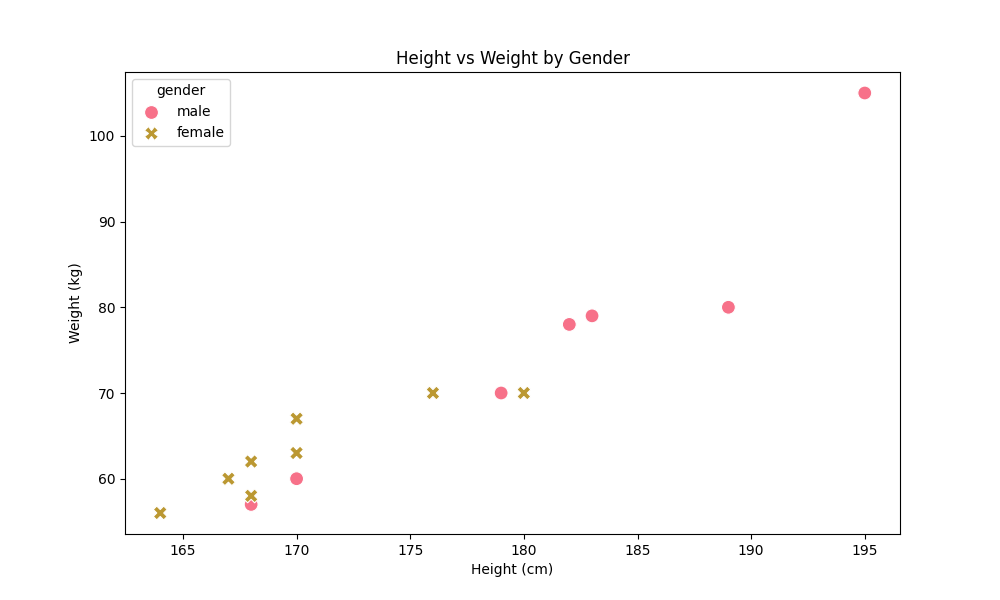 Height vs Weight by Gender
gender
male
female
100
90
80
70
60
Weight (kg)
165 170 175 180 185 190 195
Height (cm)